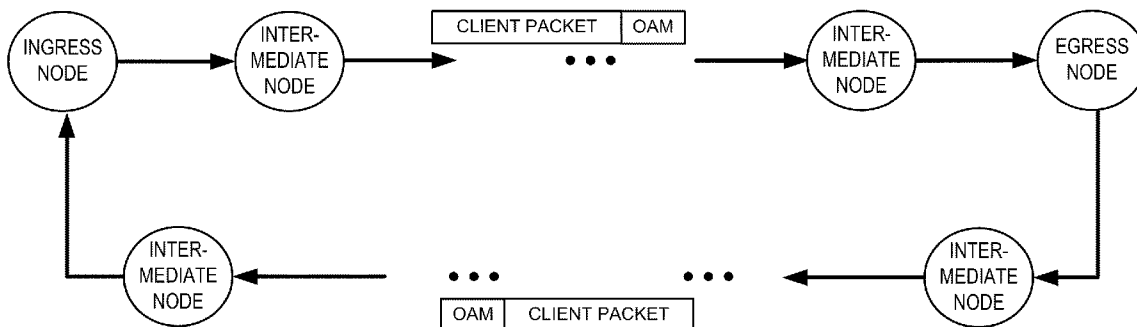 CLIENT PACKET OAM
INGRESS
NODE
INTER-
MEDIATE
NODE
INTER-
MEDIATE
NODE
EGRESS
NODE
INTER-
MEDIATE
NODE
INTER-
MEDIATE
NODE
OAM CLIENT PACKET